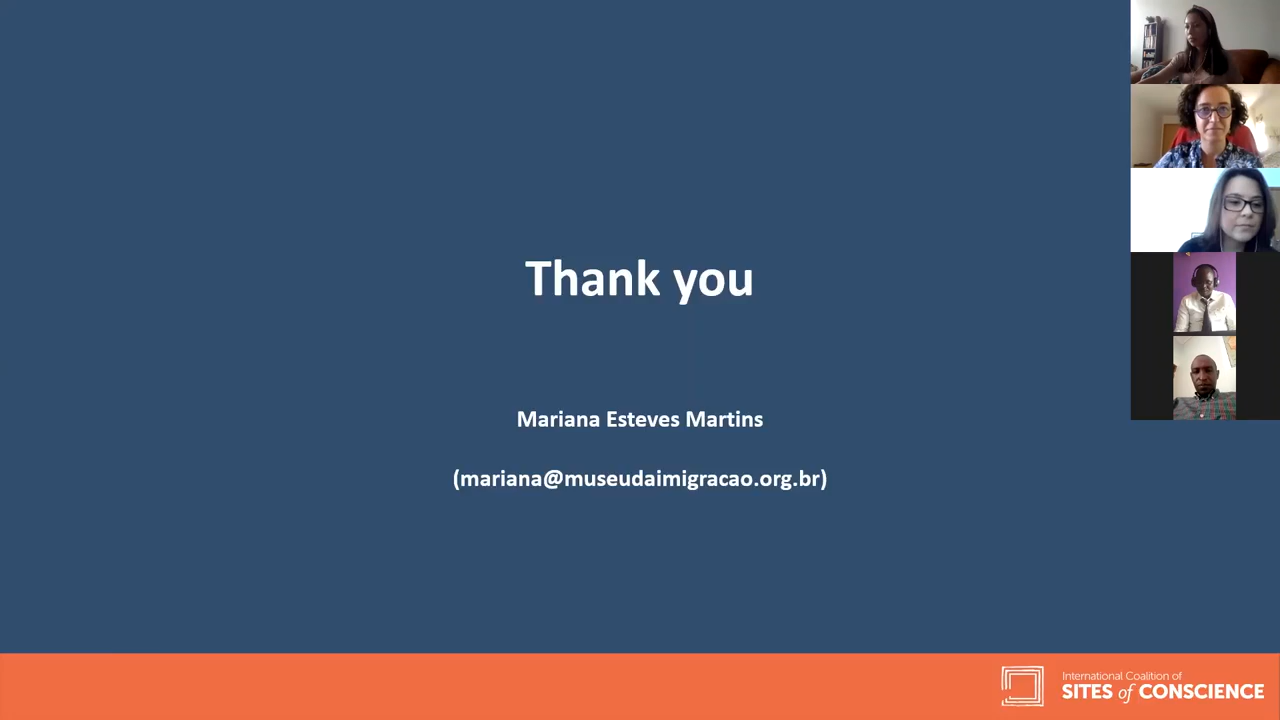 Thank you
Mariana Esteves Martins
(mariana@museudaimigracao.org.br)
International Coalition of
SITES of CONSCIENCE